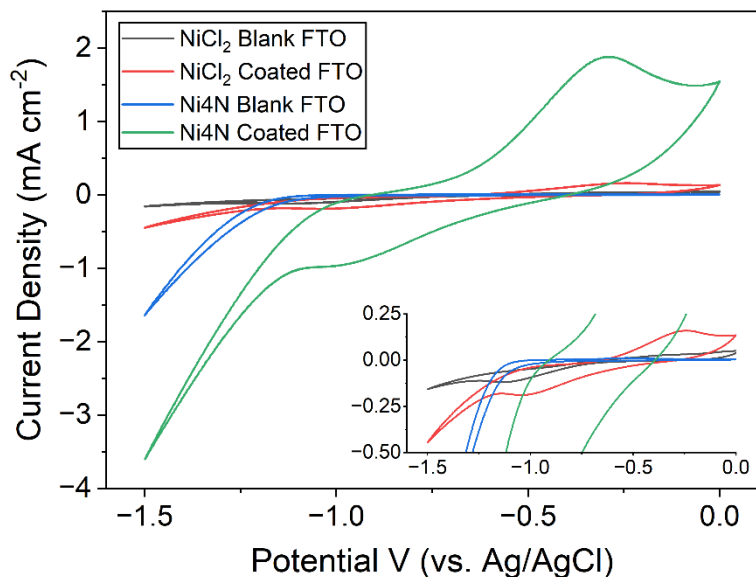 NiCl₂ Blank FTO
NiCl₂ Coated FTO
Ni4N Blank FTO
Ni4N Coated FTO
2
1
0
−1
−2
−3
−4
Current Density (mA cm⁻²)
0.25
0.00
−0.25
−0.50
−1.5 −1.0 −0.5 0.0
−1.5 −1.0 −0.5 0.0
Potential V (vs. Ag/AgCl)